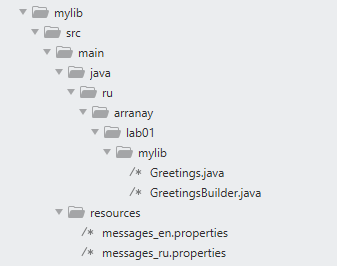 mylib
src
main
java
ru
arranay
lab01
mylib
/* Greetings.java
/* GreetingsBuilder.java
resources
/* messages_en.properties
/* messages_ru.properties